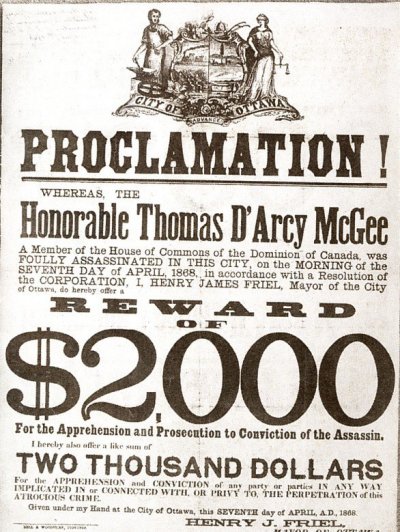 CITY OF OTTAWA
ADVANCE
PROCLAMATION!
WHEREAS, THE
Honorable Thomas D'Arcy McGee
A Member of the House of Commons of the Dominion of Canada, was
FOULLY ASSASSINATED IN THIS CITY, on the MORNING of the
SEVENTH DAY of APRIL, 1868, in accordance with a Resolution of
the CORPORATION, I, HENRY JAMES FRIEL, Mayor of the City
of Ottawa, do hereby offer a
REWARD
OF
$2,000
For the Apprehension and Prosecution to Conviction of the Assassin.
I hereby also offer a like sum of
TWO THOUSAND DOLLARS
For the APPREHENSION and CONVICTION of any party or parties IN ANY WAY
IMPLICATED IN or CONNECTED WITH, OR PRIVY TO, THE PERPETRATION of this
ATROCIOUS CRIME.
Given under my Hand at the City of Ottawa, this SEVENTH day of APRIL, A.D., 1868.
HENRY J. FRIEL,
MAYOR OF OTTAWA